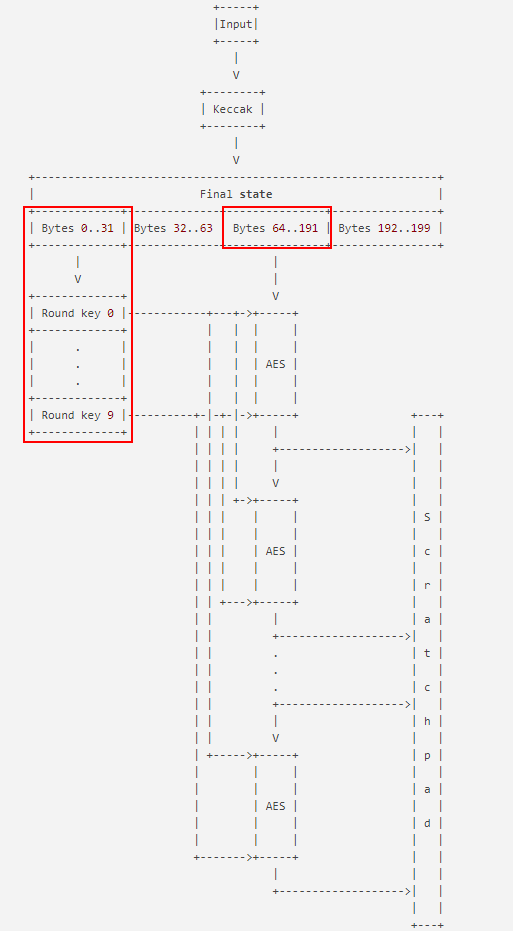 Input
Keccak
Final state
Bytes 0..31 Bytes 32..63 Bytes 64..191 Bytes 192..199
Round key 0
AES
Round key 9
AES
AES
Scratchpad